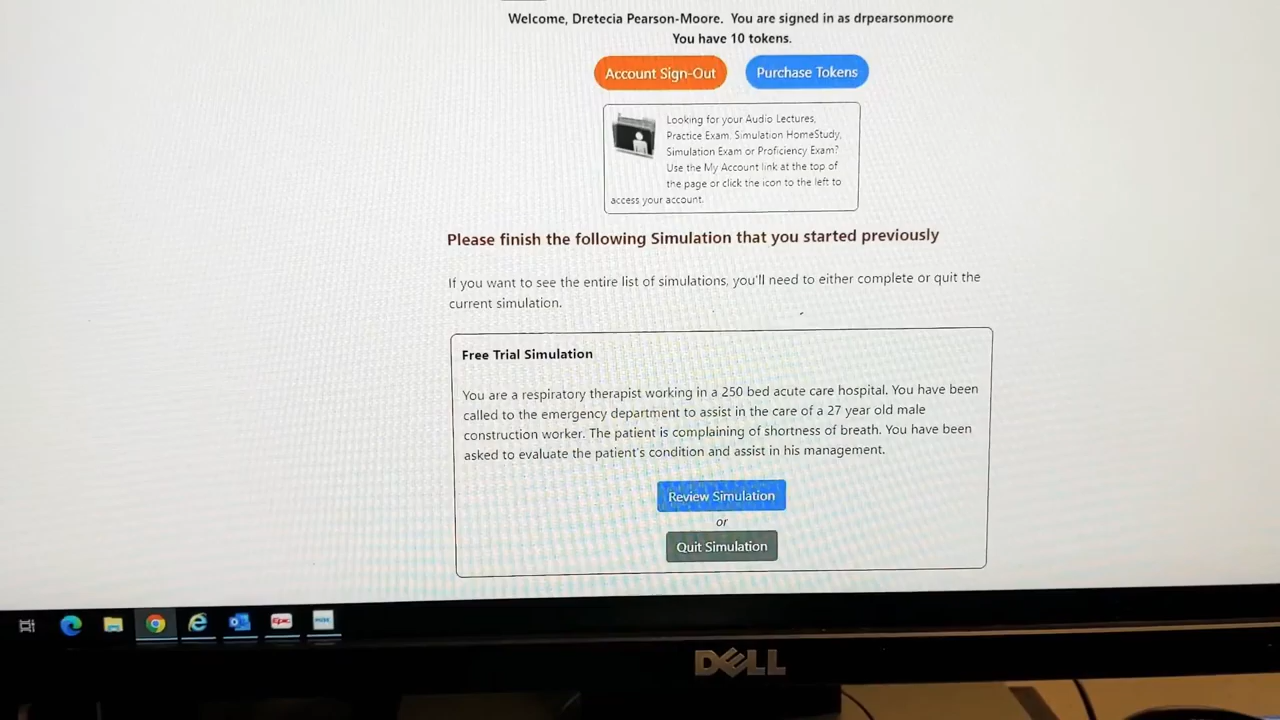 Welcome, Dretecia Pearson-Moore. You are signed in as drpearsonmoore
You have 10 tokens.
Account Sign-Out
Purchase Tokens
Looking for your Audio Lectures,
Practice Exam, Simulation HomeStudy,
Simulation Exam or Proficiency Exam?
Use the My Account link at the top of
the page or click the icon to the left to
access your account.
Please finish the following Simulation that you started previously
If you want to see the entire list of simulations, you'll need to either complete or quit the
current simulation.
Free Trial Simulation
You are a respiratory therapist working in a 250 bed acute care hospital. You have been
called to the emergency department to assist in the care of a 27 year old male
construction worker. The patient is complaining of shortness of breath. You have been
asked to evaluate the patient's condition and assist in his management.
Review Simulation
or
Quit Simulation
Epic
DELL